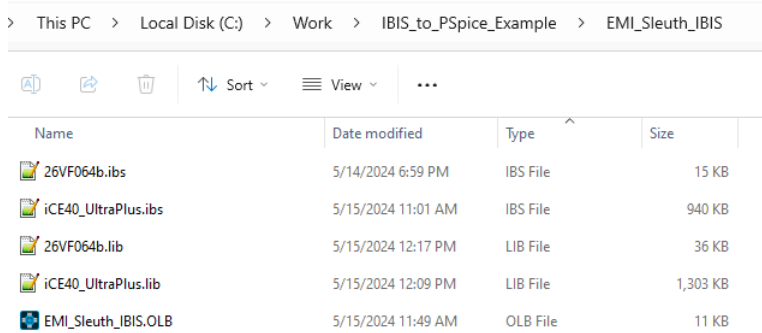 > This PC > Local Disk (C:) > Work > IBIS_to_PSpice_Example > EMI_Sleuth_IBIS
A Sort View ...
Name Date modified Type Size
26VF064b.ibs 5/14/2024 6:59 PM IBS File 15 KB
iCE40_UltraPlus.ibs 5/15/2024 11:01 AM IBS File 940 KB
26VF064b.lib 5/15/2024 12:17 PM LIB File 36 KB
iCE40_UltraPlus.lib 5/15/2024 12:09 PM LIB File 1,303 KB
EMI_Sleuth_IBIS.OLB 5/15/2024 11:49 AM OLB File 11 KB